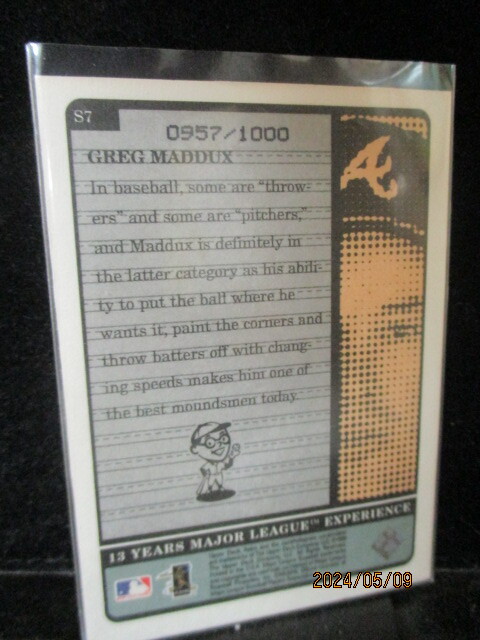 S7
0957/1000
GREG MADDUX
In baseball, some are "throw-
ers" and some are "pitchers,"
and Maddux is definitely in
the latter category as his abili-
ty to put the ball where he
wants it, paint the corners and
throw batters off with chang-
ing speeds makes him one of
the best moundsmen today.
13 YEARS MAJOR LEAGUE™ EXPERIENCE
2024/05/09